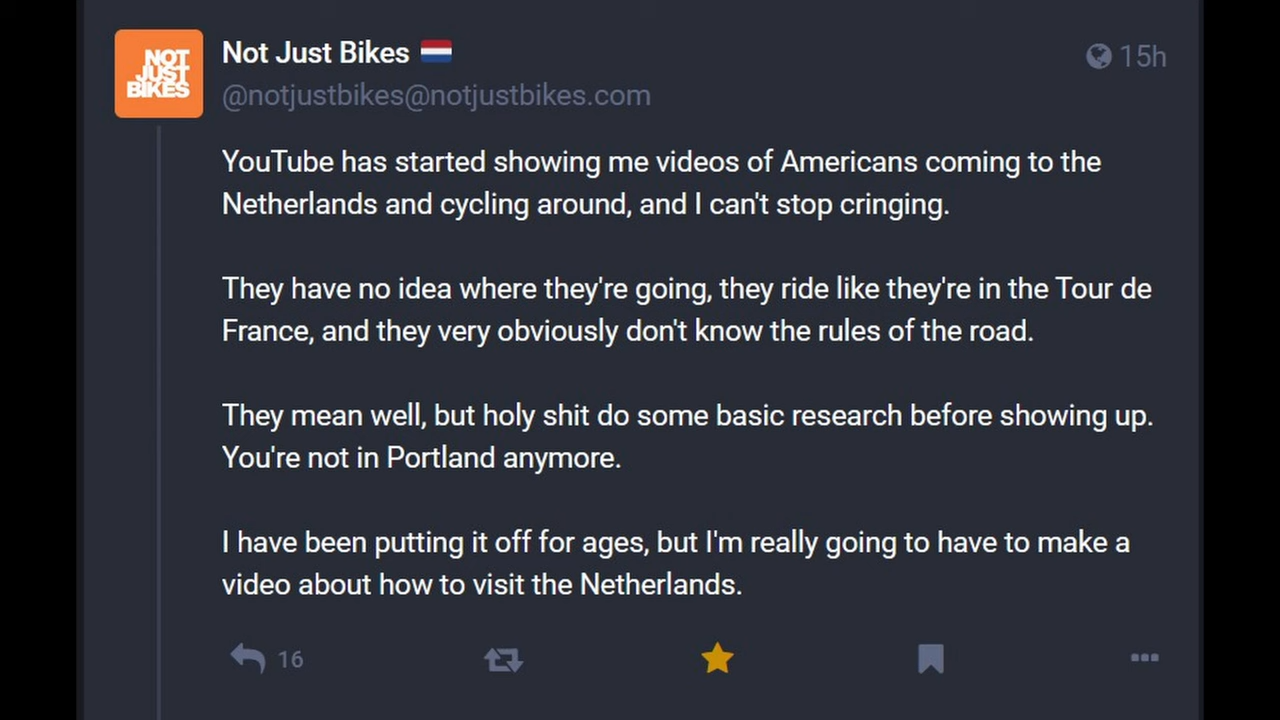 NOT
JUST
BIKES
Not Just Bikes
15h
@notjustbikes@notjustbikes.com
YouTube has started showing me videos of Americans coming to the
Netherlands and cycling around, and I can't stop cringing.
They have no idea where they're going, they ride like they're in the Tour de
France, and they very obviously don't know the rules of the road.
They mean well, but holy shit do some basic research before showing up.
You're not in Portland anymore.
I have been putting it off for ages, but I'm really going to have to make a
video about how to visit the Netherlands.
16